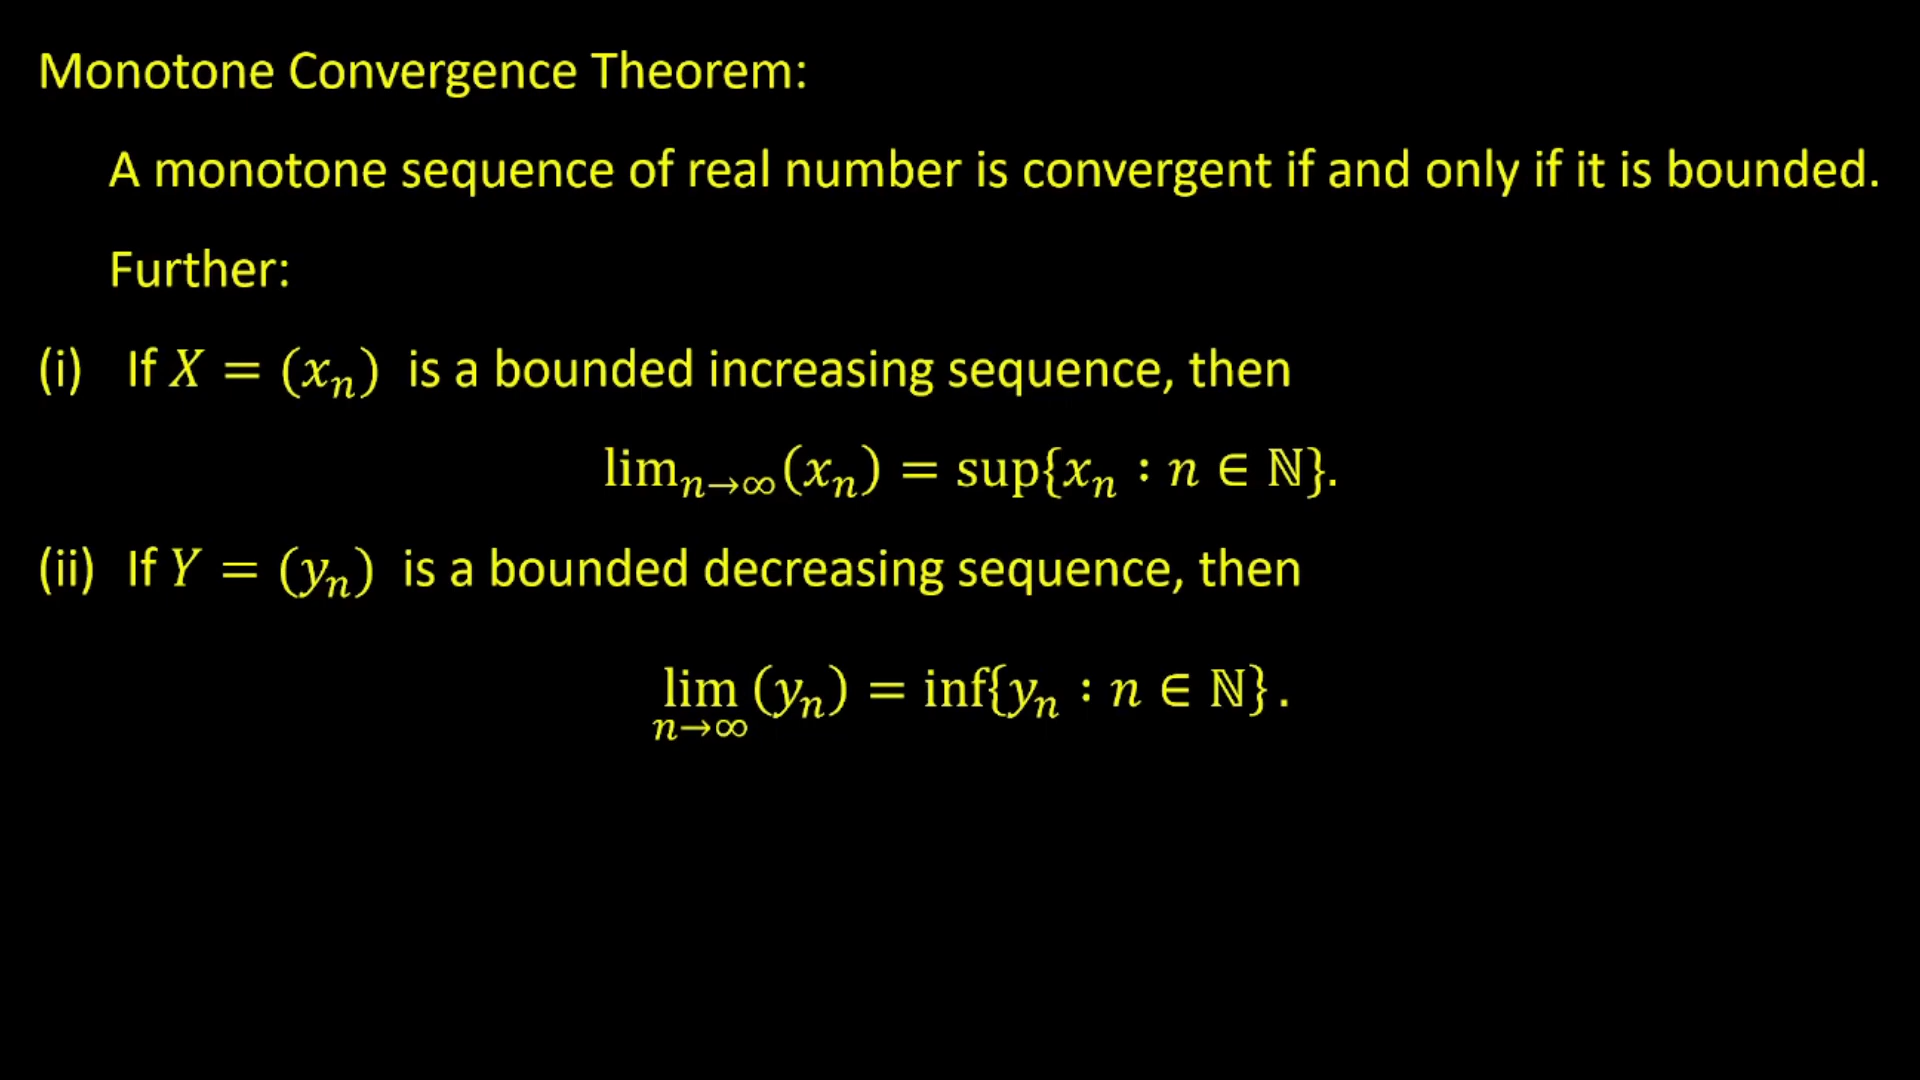 Monotone Convergence Theorem:
A monotone sequence of real number is convergent if and only if it is bounded.
Further:
(i) If X = (xₙ) is a bounded increasing sequence, then
limₙ→∞(xₙ) = sup{xₙ : n ∈ ℕ}.
(ii) If Y = (yₙ) is a bounded decreasing sequence, then
lim (yₙ) = inf{yₙ : n ∈ ℕ} .
n→∞